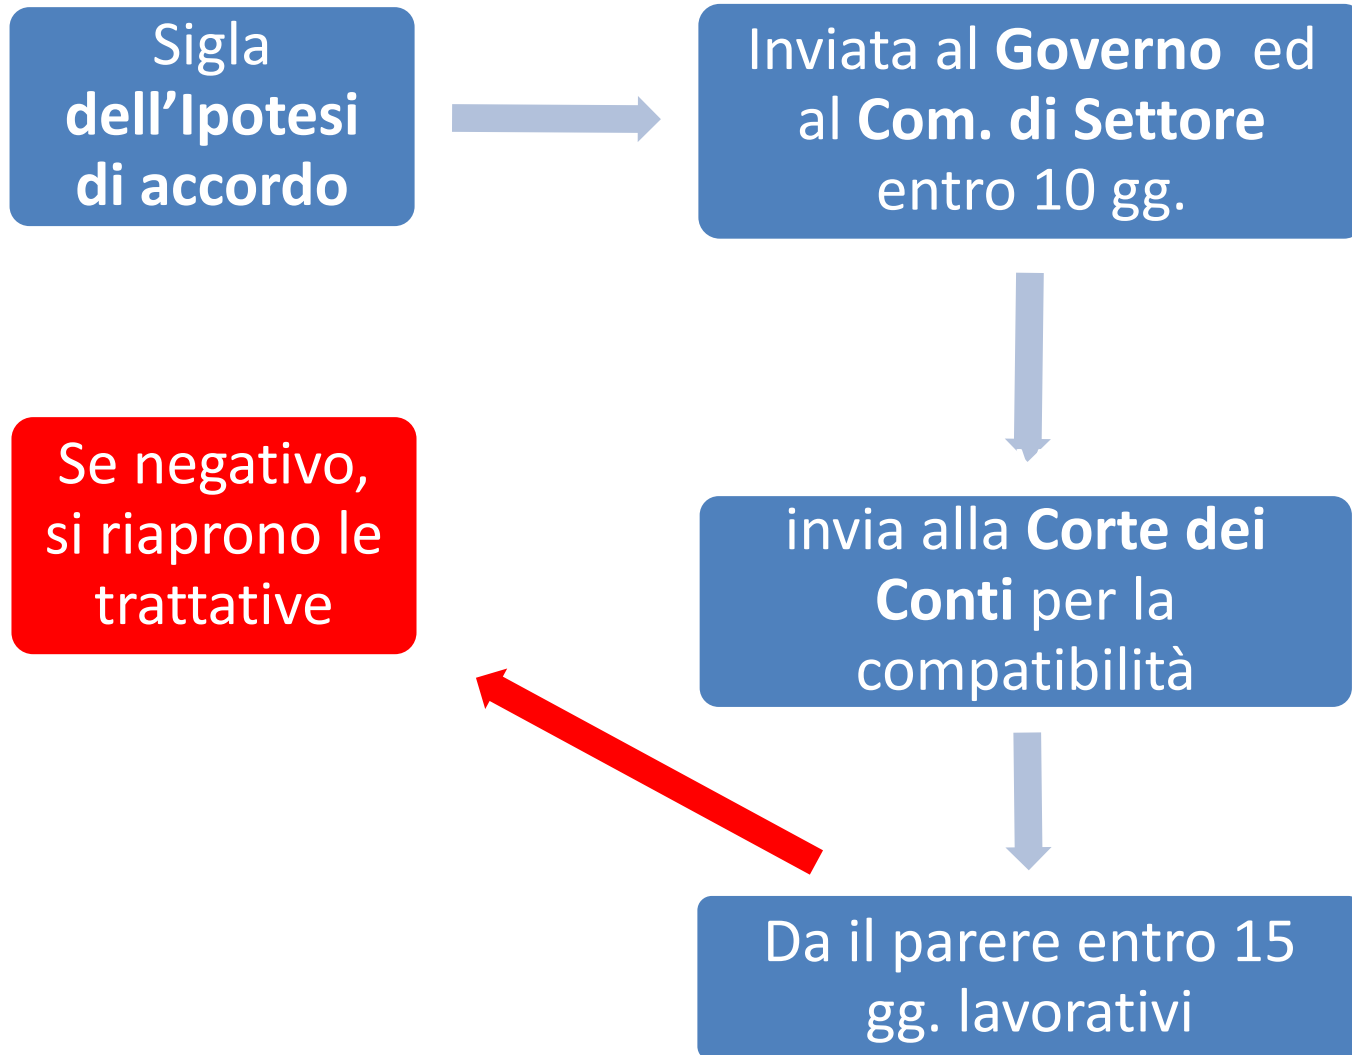 Sigla
dell’Ipotesi
di accordo
Inviata al Governo ed
al Com. di Settore
entro 10 gg.
invia alla Corte dei
Conti per la
compatibilità
Da il parere entro 15
gg. lavorativi
Se negativo,
si riaprono le
trattative